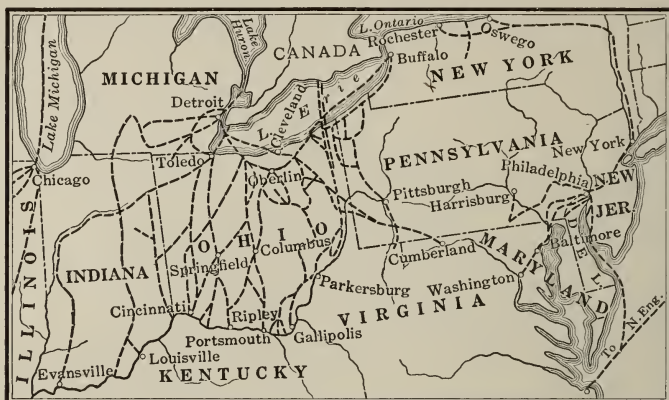 L. Ontario
Rochester
Oswego
Lake
Huron
CANADA
Buffalo
NEW YORK
Lake Michigan
MICHIGAN
Detroit
L. Erie
Cleveland
Toledo
Oberlin
Chicago
PENNSYLVANIA
New York
Philadelphia
Pittsburgh
Harrisburg
NEW
JER
ILLINOIS
INDIANA
OHIO
Columbus
Springfield
Cumberland
Baltimore
DEL.
MARYLAND
Washington
Parkersburg
VIRGINIA
Cincinnati
Ripley
Portsmouth
Gallipolis
Louisville
Evansville
KENTUCKY
To N. Eng.